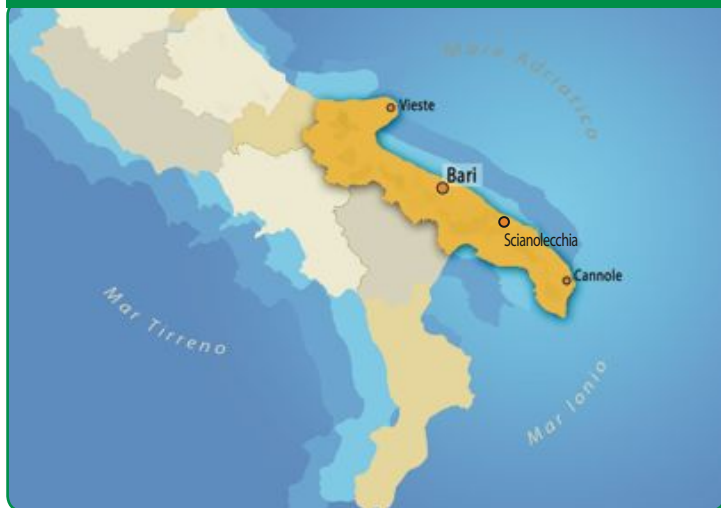 Mare Adriatico
Vieste
Bari
Scianolecchia
Cannole
Mar Tirreno
Mar Ionio